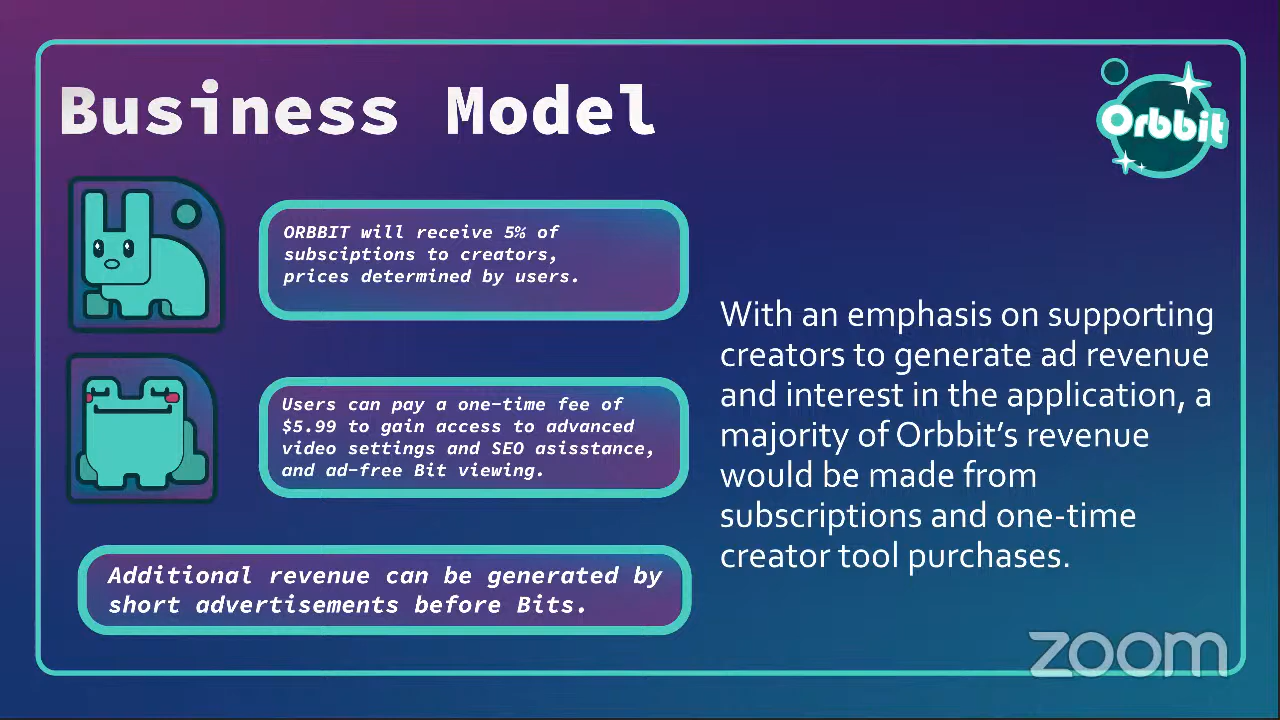 Business Model
Orbbit
ORBBIT will receive 5% of
subsciptions to creators,
prices determined by users.
Users can pay a one-time fee of
$5.99 to gain access to advanced
video settings and SEO asisstance,
and ad-free Bit viewing.
Additional revenue can be generated by
short advertisements before Bits.
With an emphasis on supporting
creators to generate ad revenue
and interest in the application, a
majority of Orbbit’s revenue
would be made from
subscriptions and one-time
creator tool purchases.
zoom